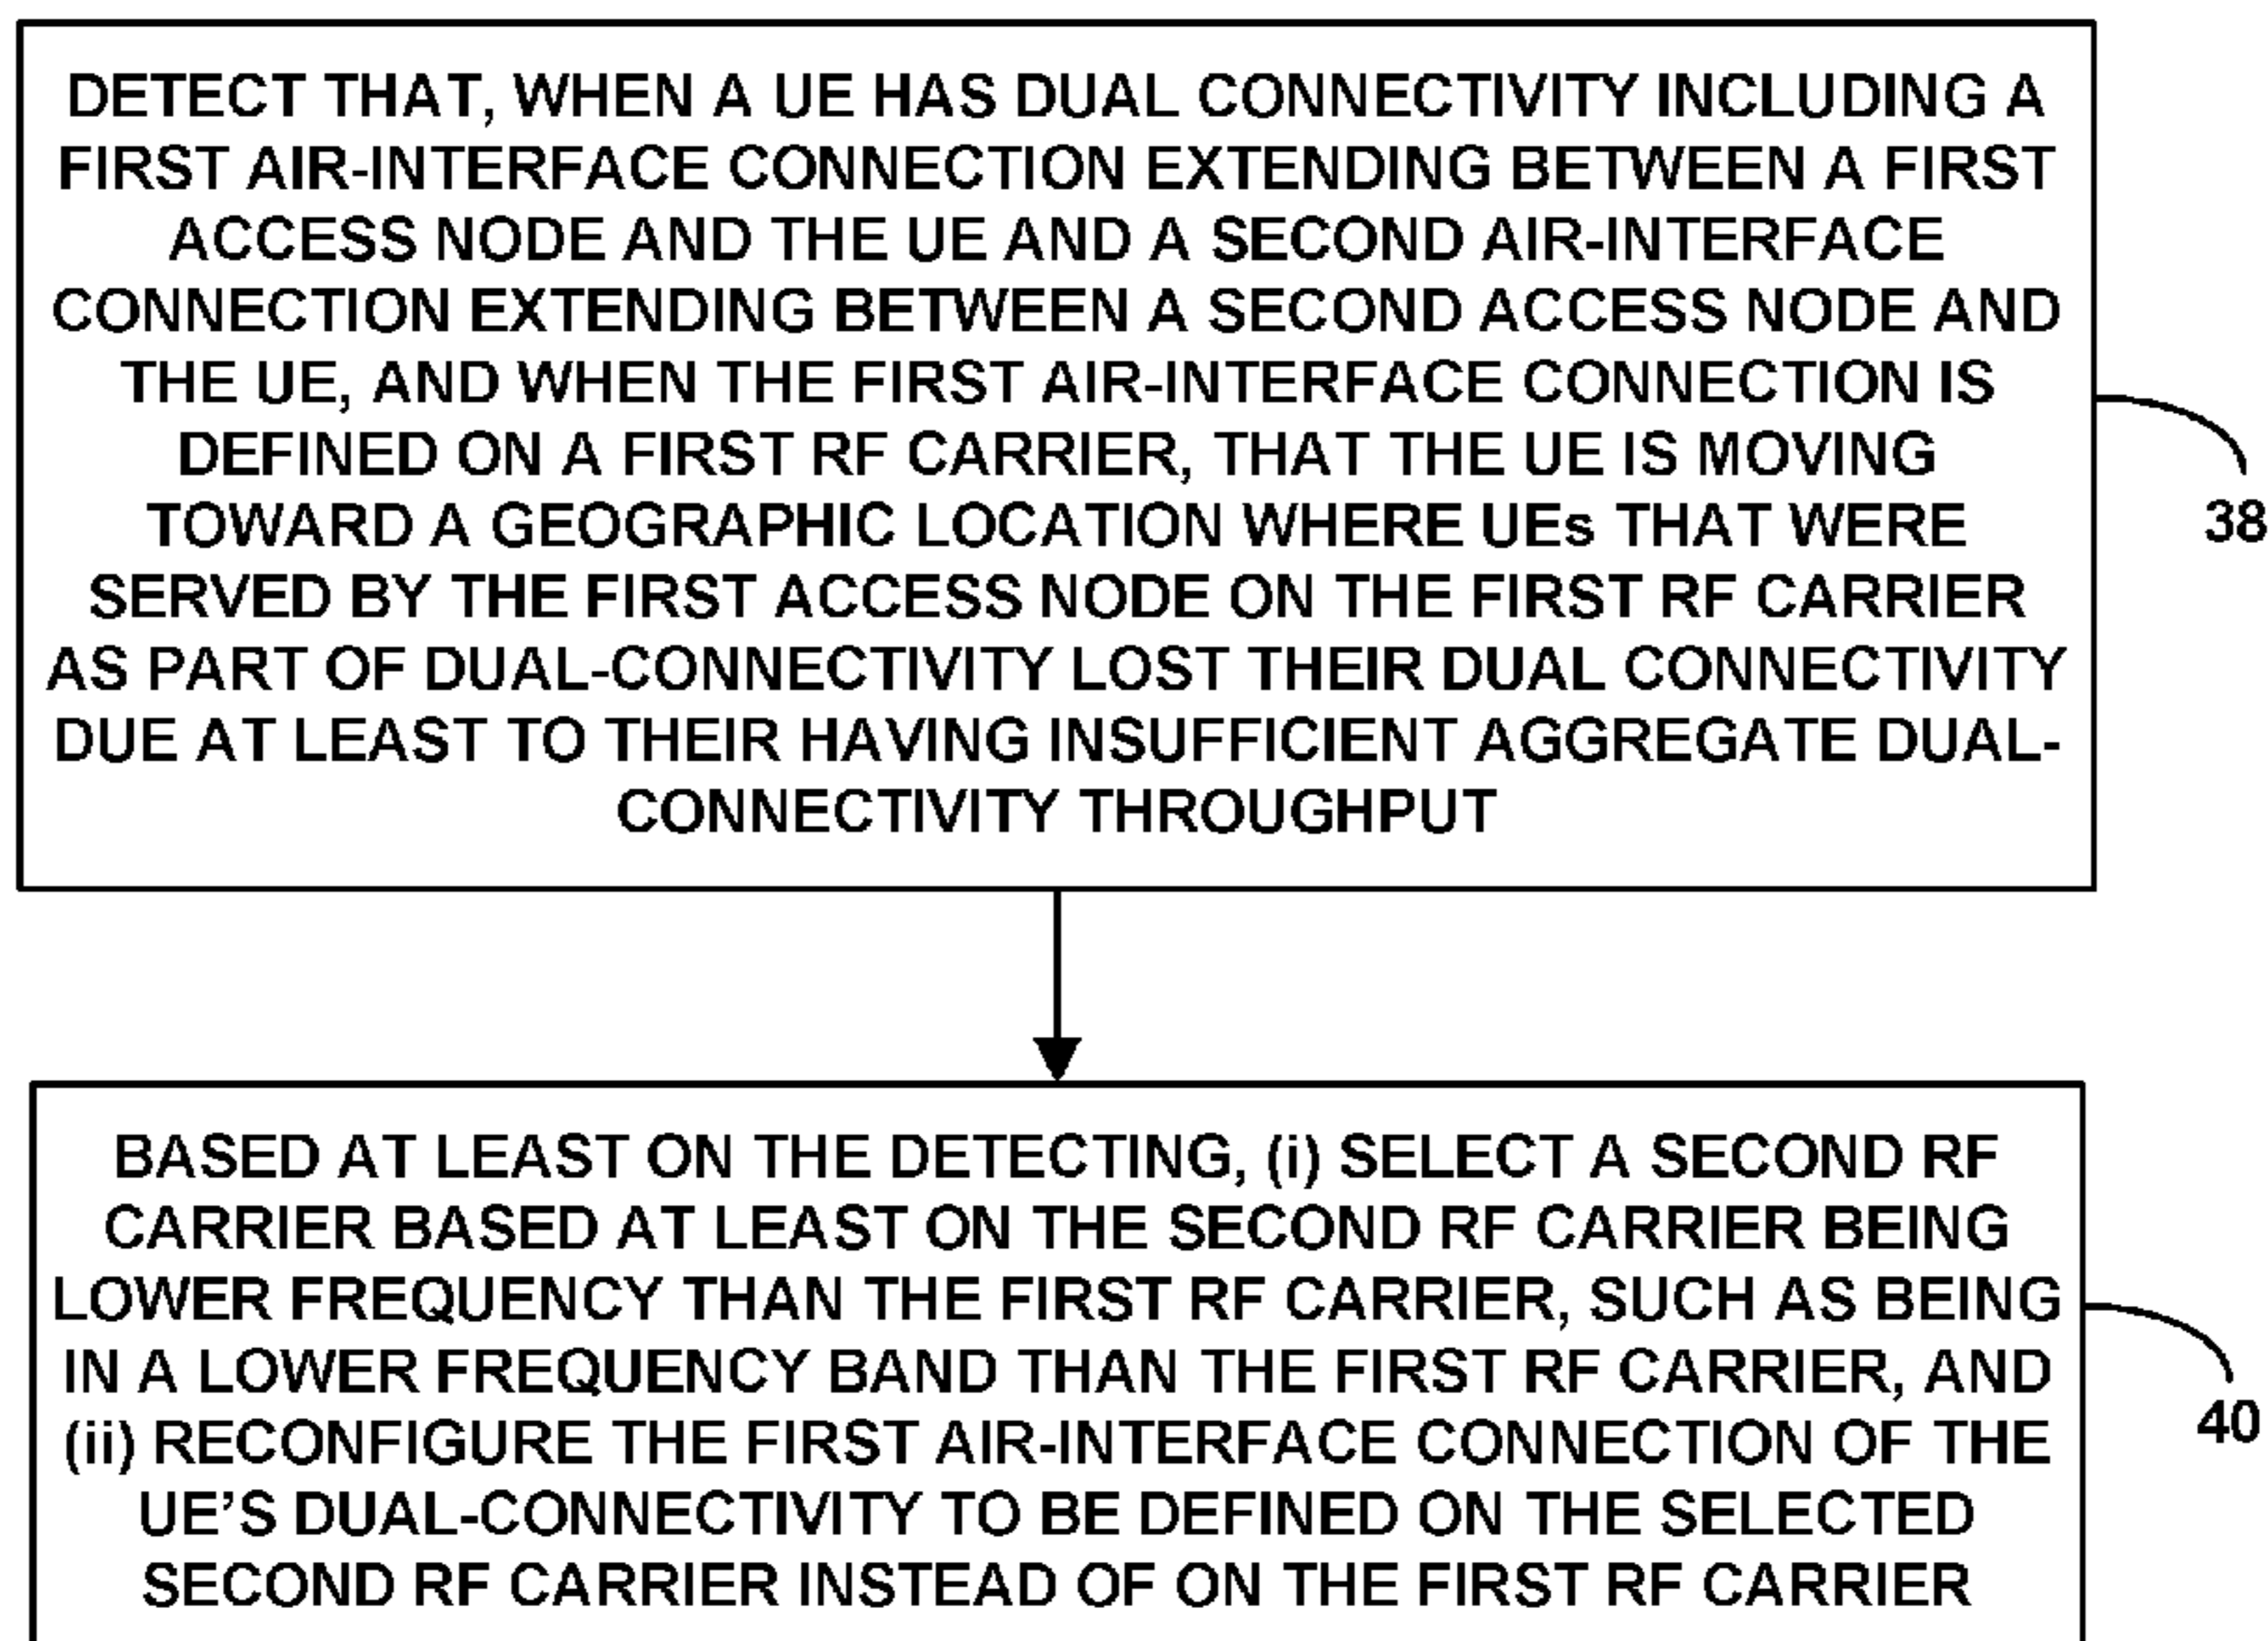 DETECT THAT, WHEN A UE HAS DUAL CONNECTIVITY INCLUDING A
FIRST AIR-INTERFACE CONNECTION EXTENDING BETWEEN A FIRST
ACCESS NODE AND THE UE AND A SECOND AIR-INTERFACE
CONNECTION EXTENDING BETWEEN A SECOND ACCESS NODE AND
THE UE, AND WHEN THE FIRST AIR-INTERFACE CONNECTION IS
DEFINED ON A FIRST RF CARRIER, THAT THE UE IS MOVING
TOWARD A GEOGRAPHIC LOCATION WHERE UEs THAT WERE
SERVED BY THE FIRST ACCESS NODE ON THE FIRST RF CARRIER
AS PART OF DUAL-CONNECTIVITY LOST THEIR DUAL CONNECTIVITY
DUE AT LEAST TO THEIR HAVING INSUFFICIENT AGGREGATE DUAL-
CONNECTIVITY THROUGHPUT
38
BASED AT LEAST ON THE DETECTING, (i) SELECT A SECOND RF
CARRIER BASED AT LEAST ON THE SECOND RF CARRIER BEING
LOWER FREQUENCY THAN THE FIRST RF CARRIER, SUCH AS BEING
IN A LOWER FREQUENCY BAND THAN THE FIRST RF CARRIER, AND
(ii) RECONFIGURE THE FIRST AIR-INTERFACE CONNECTION OF THE
UE’S DUAL-CONNECTIVITY TO BE DEFINED ON THE SELECTED
SECOND RF CARRIER INSTEAD OF ON THE FIRST RF CARRIER
40